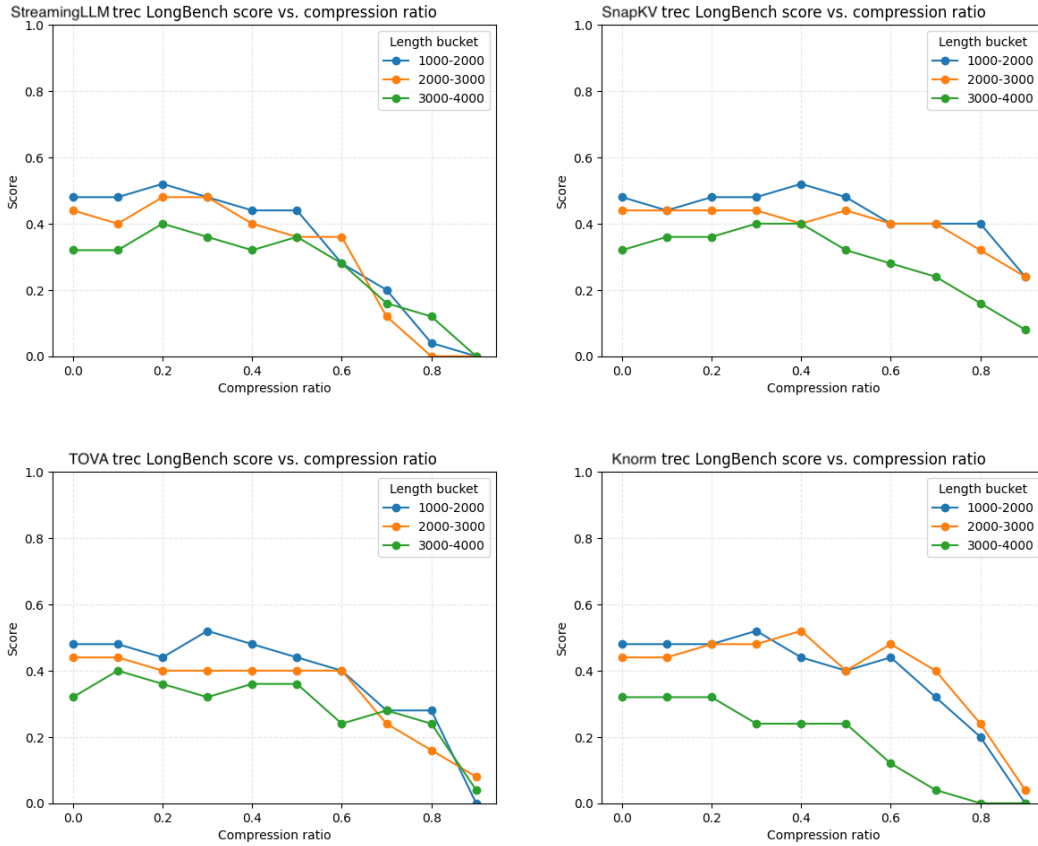 StreamingLLM trec LongBench score vs. compression ratio
1.0
0.8
0.6
0.4
0.2
0.0
Score
Length bucket
1000-2000
2000-3000
3000-4000
0.0 0.2 0.4 0.6 0.8
Compression ratio
SnapKV trec LongBench score vs. compression ratio
1.0
0.8
0.6
0.4
0.2
0.0
Score
Length bucket
1000-2000
2000-3000
3000-4000
0.0 0.2 0.4 0.6 0.8
Compression ratio
TOVA trec LongBench score vs. compression ratio
1.0
0.8
0.6
0.4
0.2
0.0
Score
Length bucket
1000-2000
2000-3000
3000-4000
0.0 0.2 0.4 0.6 0.8
Compression ratio
Knorm trec LongBench score vs. compression ratio
1.0
0.8
0.6
0.4
0.2
0.0
Score
Length bucket
1000-2000
2000-3000
3000-4000
0.0 0.2 0.4 0.6 0.8
Compression ratio